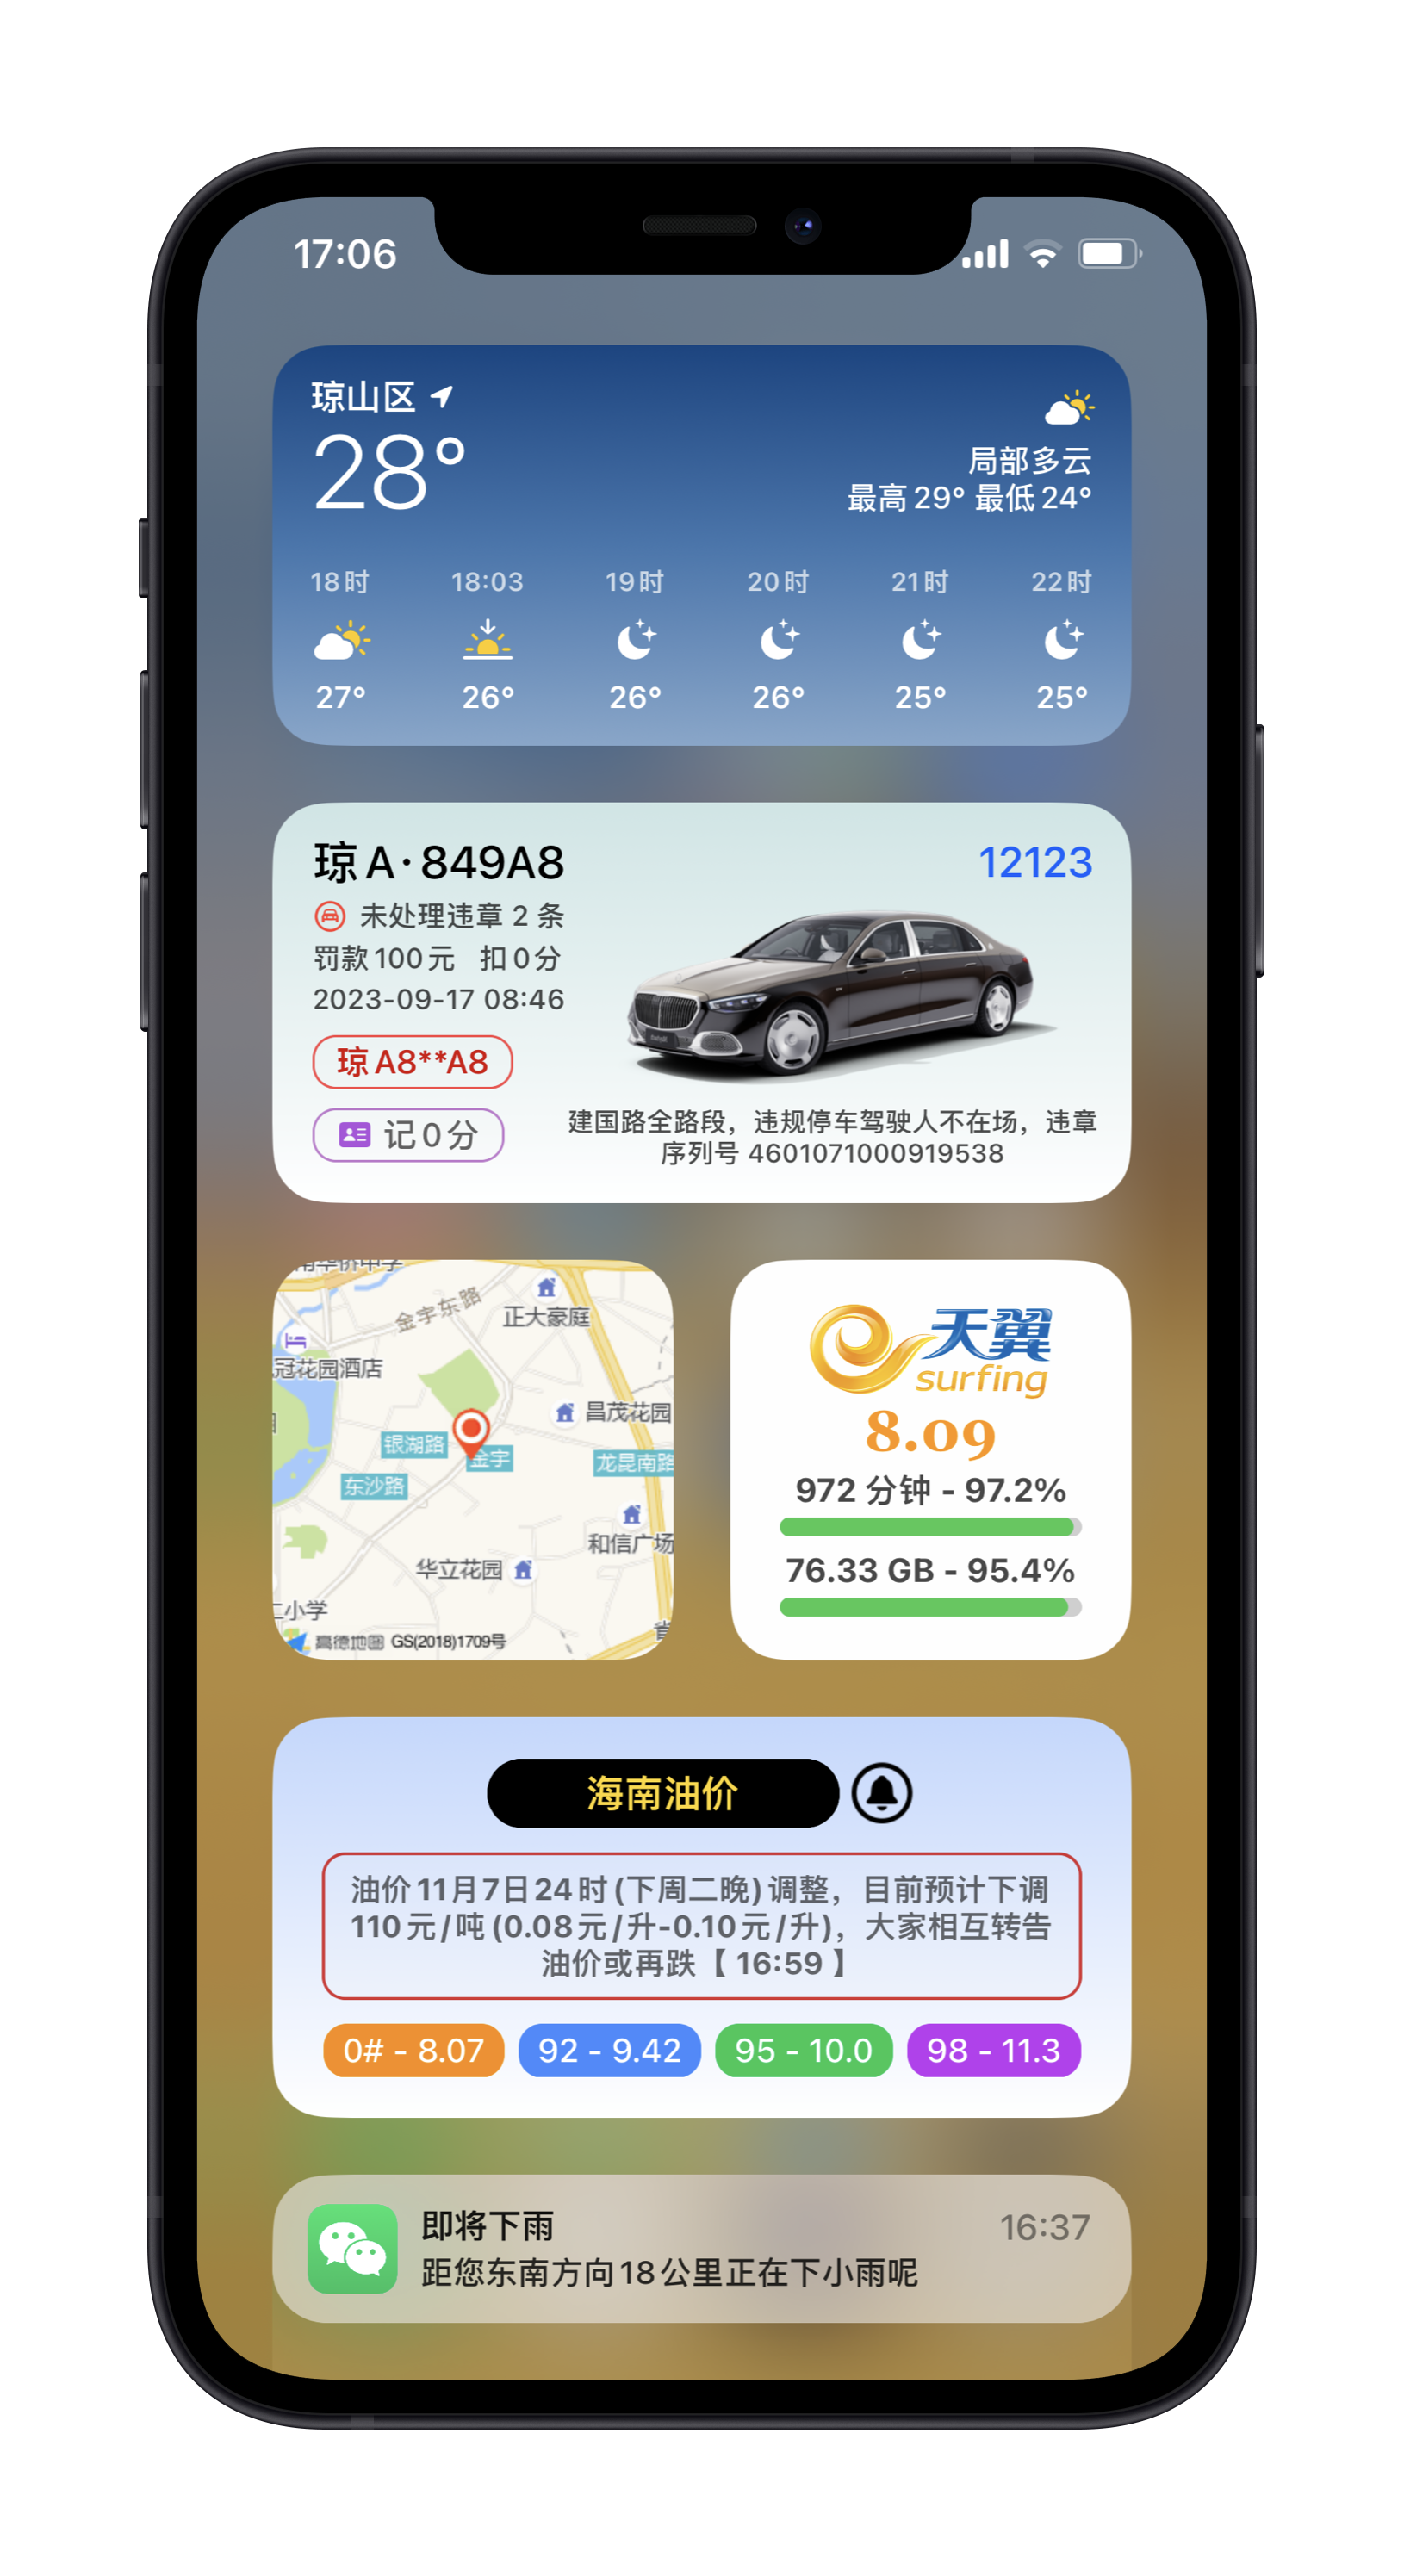 17:06
琼山区
28°
局部多云
最高 29° 最低 24°
18时 18:03 19时 20时 21时 22时
27° 26° 26° 26° 25° 25°
琼A·849A8
12123
未处理违章 2 条
罚款100元 扣0分
2023-09-17 08:46
琼A8**A8
记0分
建国路全路段，违规停车驾驶人不在场，违章
序列号 4601071000919538
金宇东路
正大豪庭
冠花园酒店
昌茂花园
银湖路
金宇
龙昆南路
东沙路
和信广场
华立花园
小学
高德地图 GS(2018)1709号
天翼
surfing
8.09
972 分钟 - 97.2%
76.33 GB - 95.4%
海南油价
油价11月7日24时(下周二晚)调整，目前预计下调
110元/吨(0.08元/升-0.10元/升)，大家相互转告
油价或再跌【 16:59 】
0# - 8.07 92 - 9.42 95 - 10.0 98 - 11.3
即将下雨 16:37
距您东南方向18公里正在下小雨呢